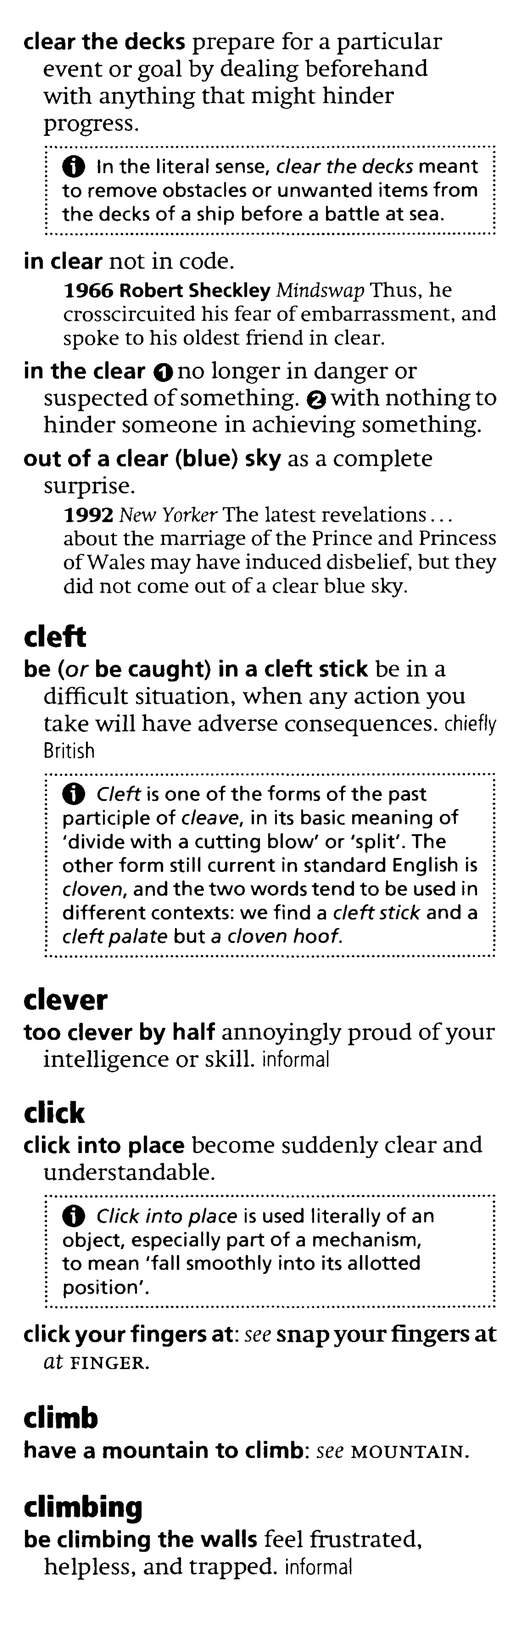 clear the decks prepare for a particular
event or goal by dealing beforehand
with anything that might hinder
progress.
i In the literal sense, clear the decks meant
to remove obstacles or unwanted items from
the decks of a ship before a battle at sea.
in clear not in code.
1966 Robert Sheckley Mindswap Thus, he
crosscircuited his fear of embarrassment, and
spoke to his oldest friend in clear.
in the clear ❶ no longer in danger or
suspected of something. ❷ with nothing to
hinder someone in achieving something.
out of a clear (blue) sky as a complete
surprise.
1992 New Yorker The latest revelations...
about the marriage of the Prince and Princess
of Wales may have induced disbelief, but they
did not come out of a clear blue sky.
cleft
be (or be caught) in a cleft stick be in a
difficult situation, when any action you
take will have adverse consequences. chiefly
British
i Cleft is one of the forms of the past
participle of cleave, in its basic meaning of
'divide with a cutting blow' or 'split'. The
other form still current in standard English is
cloven, and the two words tend to be used in
different contexts: we find a cleft stick and a
cleft palate but a cloven hoof.
clever
too clever by half annoyingly proud of your
intelligence or skill. informal
click
click into place become suddenly clear and
understandable.
i Click into place is used literally of an
object, especially part of a mechanism,
to mean 'fall smoothly into its allotted
position'.
click your fingers at: see snap your fingers at
at FINGER.
climb
have a mountain to climb: see MOUNTAIN.
climbing
be climbing the walls feel frustrated,
helpless, and trapped. informal